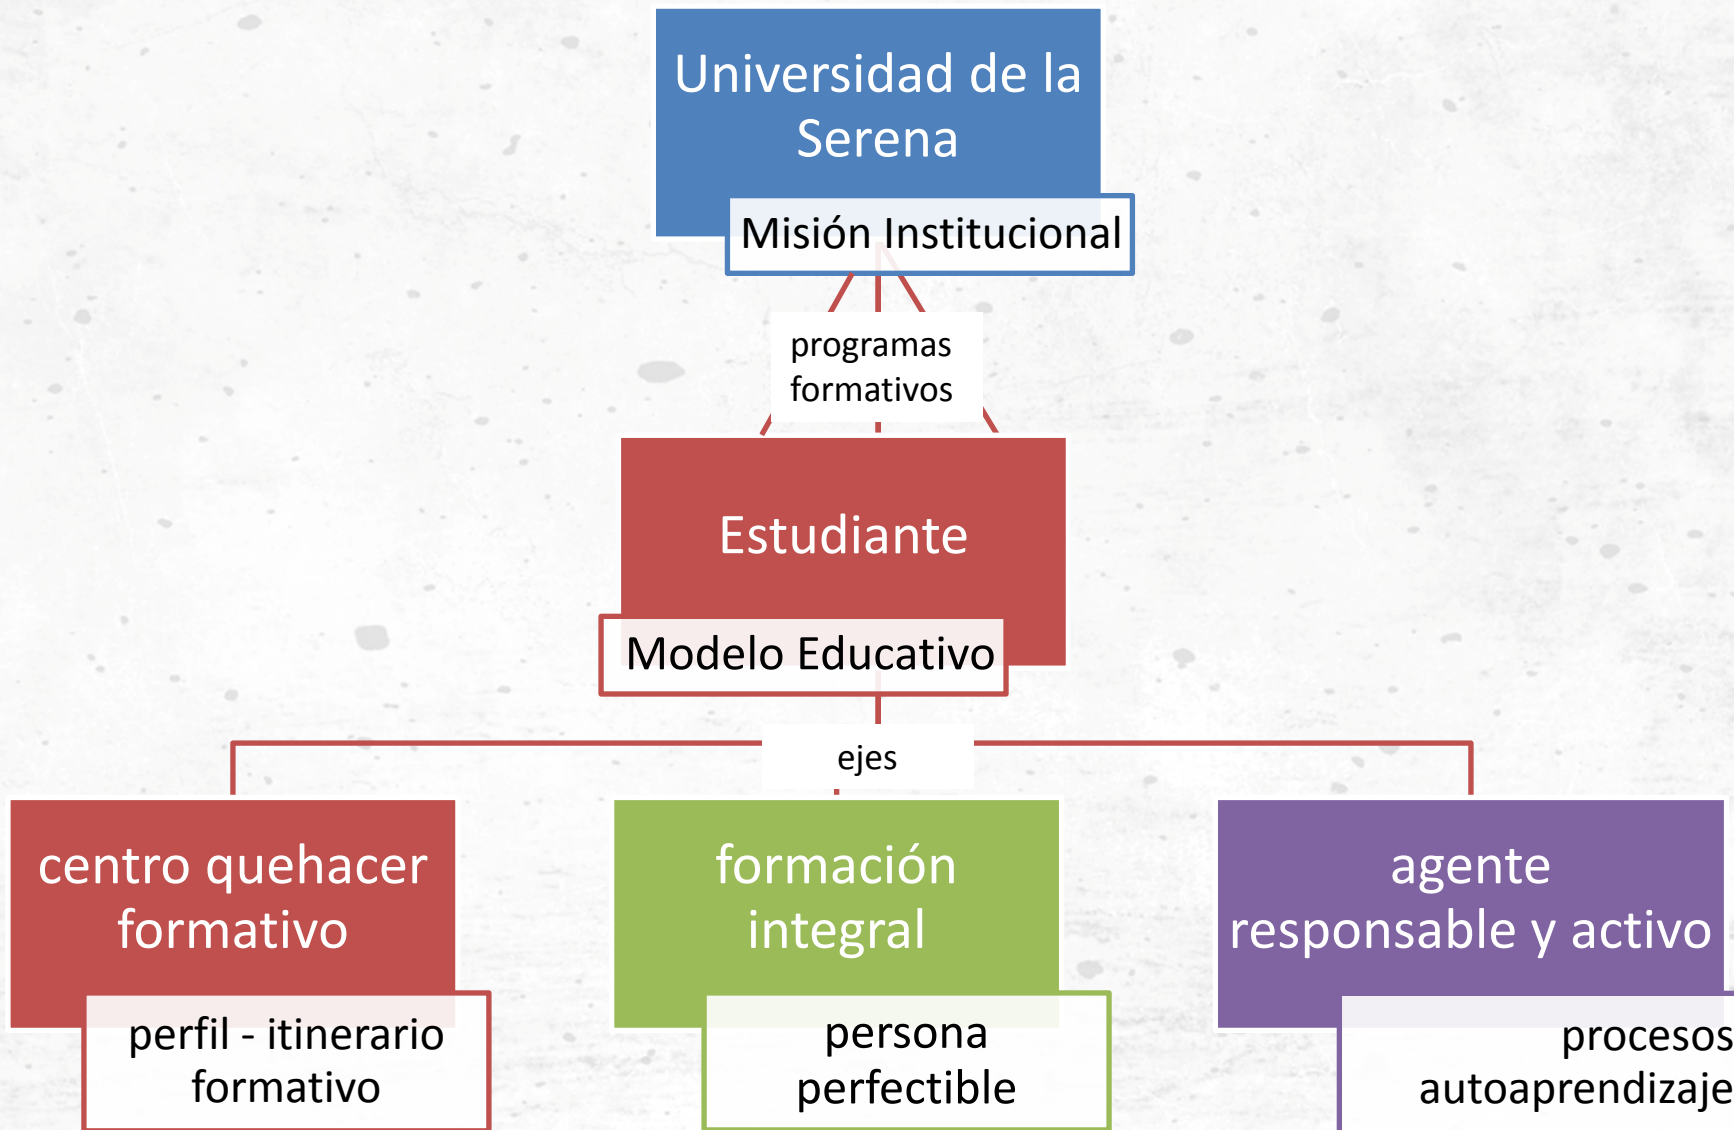 Universidad de la
Serena
Misión Institucional
programas
formativos
Estudiante
Modelo Educativo
ejes
centro quehacer
formativo
perfil - itinerario
formativo
formación
integral
persona
perfectible
agente
responsable y activo
procesos
autoaprendizaje